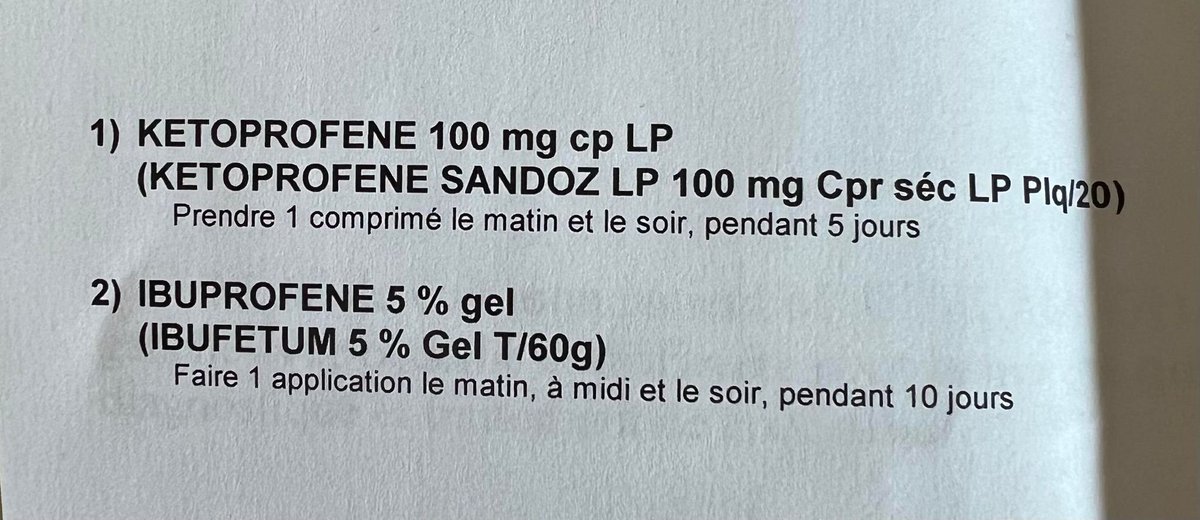 1) KETOPROFENE 100 mg cp LP
(KETOPROFENE SANDOZ LP 100 mg Cpr séc LP Plq/20)
Prendre 1 comprimé le matin et le soir, pendant 5 jours
2) IBUPROFENE 5 % gel
(IBUFETUM 5 % Gel T/60g)
Faire 1 application le matin, à midi et le soir, pendant 10 jours